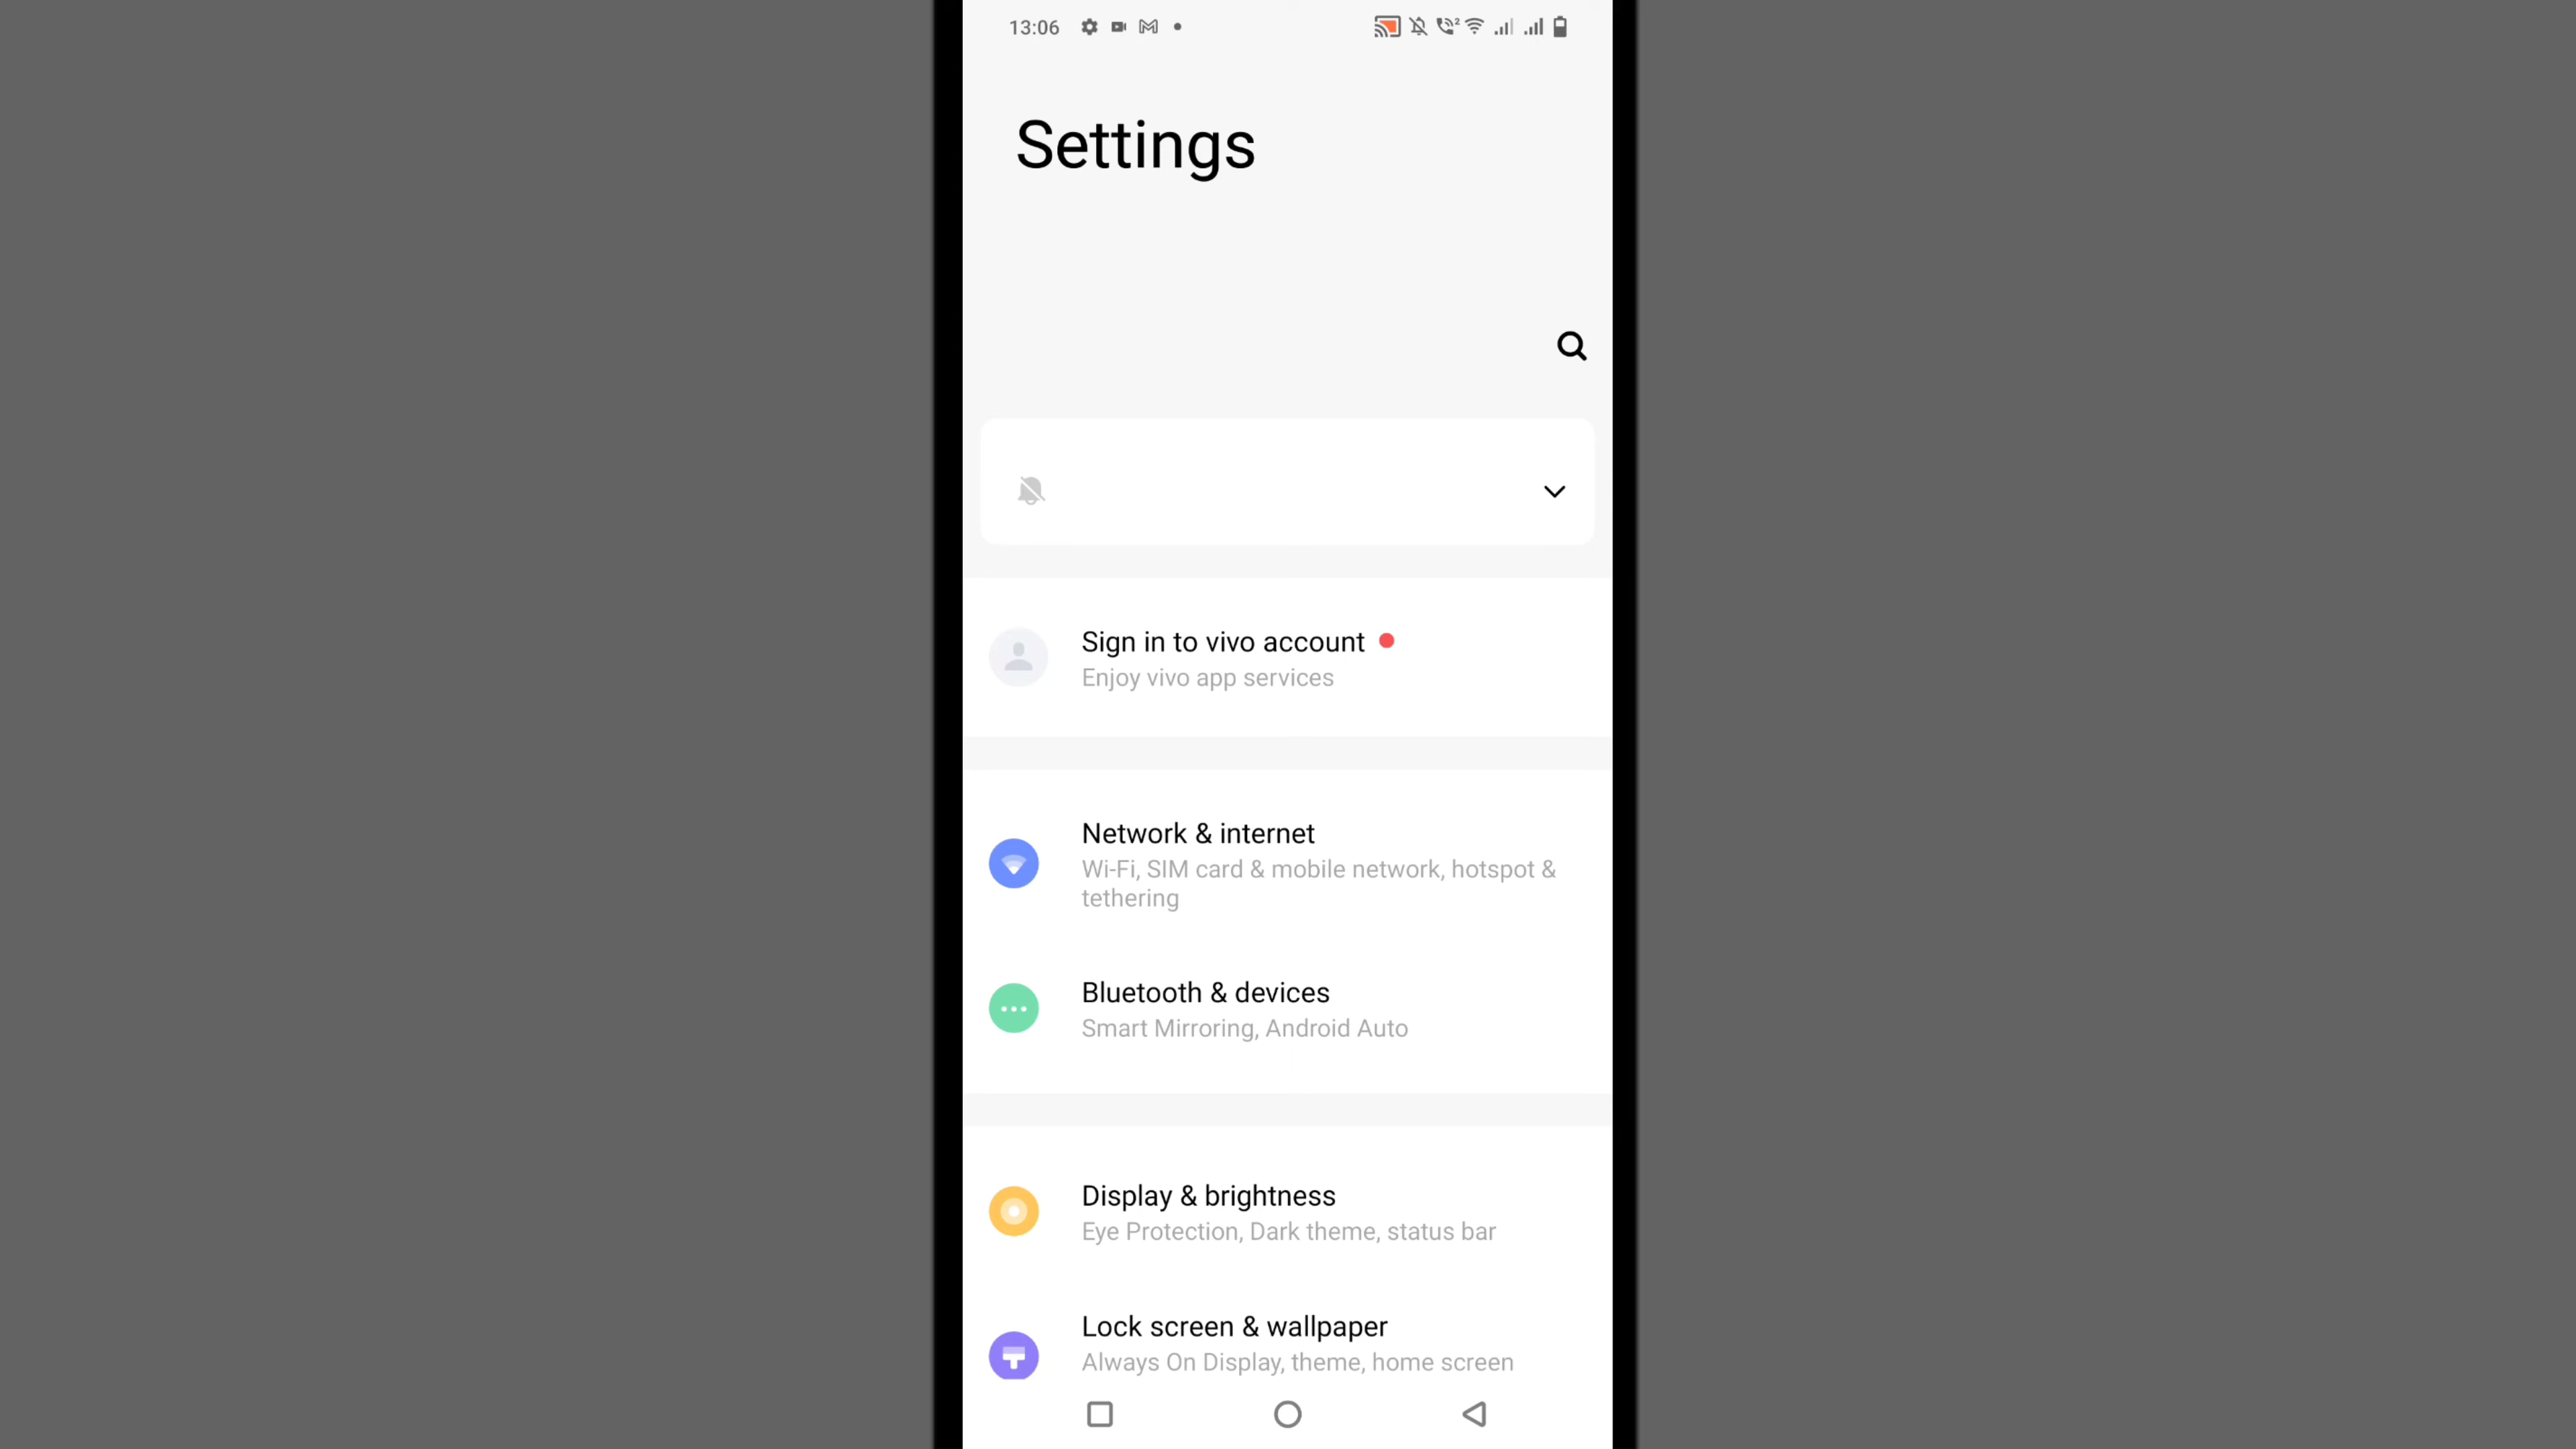 13:06
Settings
Sign in to vivo account
Enjoy vivo app services
Network & internet
Wi-Fi, SIM card & mobile network, hotspot &
tethering
Bluetooth & devices
Smart Mirroring, Android Auto
Display & brightness
Eye Protection, Dark theme, status bar
Lock screen & wallpaper
Always On Display, theme, home screen